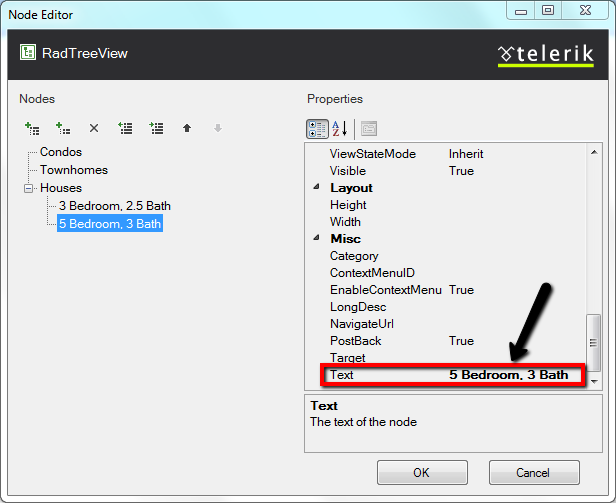 Node Editor
RadTreeView
telerik
Nodes
Properties
A
Z
Condos
Townhomes
Houses
3 Bedroom, 2.5 Bath
5 Bedroom, 3 Bath
ViewStateMode Inherit
Visible True
Layout
Height
Width
Misc
Category
ContextMenuID
EnableContextMenu True
LongDesc
NavigateUrl
PostBack True
Target
Text 5 Bedroom, 3 Bath
Text
The text of the node
OK Cancel